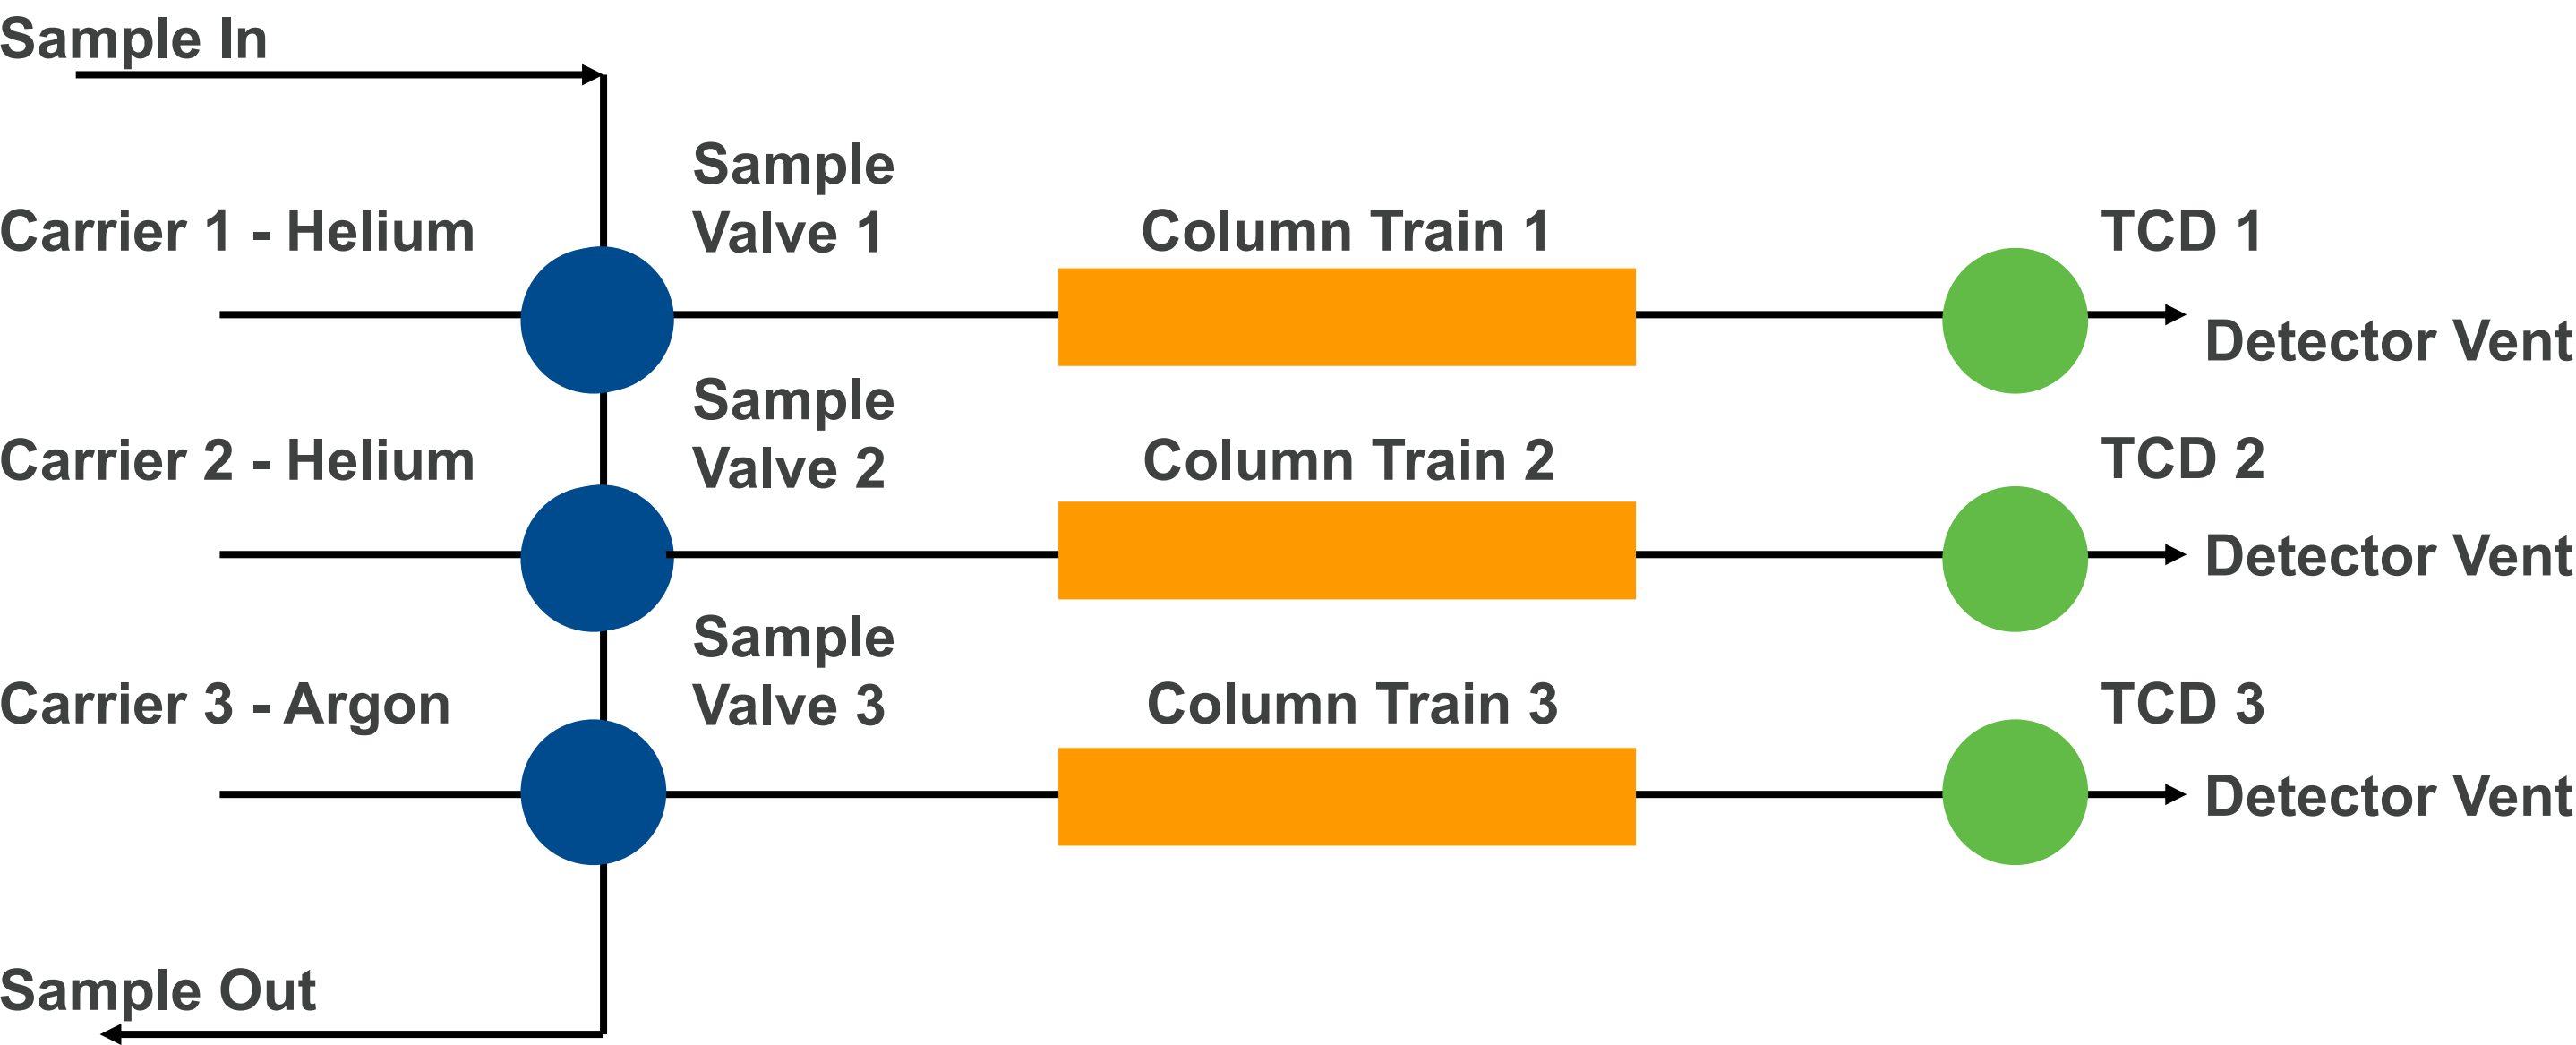 Sample In
Sample
Valve 1
Carrier 1 - Helium
Column Train 1
TCD 1
Detector Vent
Sample
Valve 2
Carrier 2 - Helium
Column Train 2
TCD 2
Detector Vent
Sample
Valve 3
Carrier 3 - Argon
Column Train 3
TCD 3
Detector Vent
Sample Out